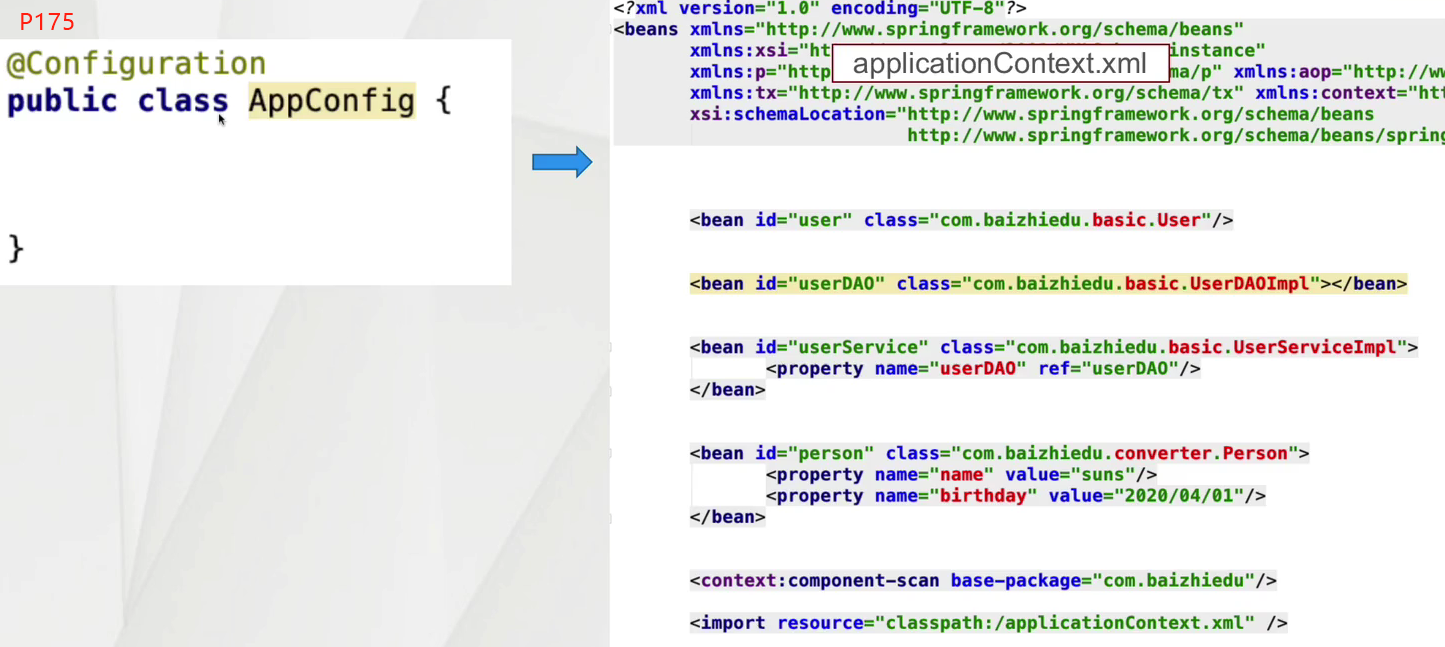 P175
@Configuration
public class AppConfig {
}
<?xml version="1.0" encoding="UTF-8"?>
<beans xmlns="http://www.springframework.org/schema/beans"
xmlns:xsi="ht
instance"
applicationContext.xml
xmlns:p="http
ma/p" xmlns:aop="http://ww
xmlns:tx="http://www.springframework.org/schema/tx" xmlns:context="htt
xsi:schemaLocation="http://www.springframework.org/schema/beans
http://www.springframework.org/schema/beans/spring
<bean id="user" class="com.baizhiedu.basic.User"/>
<bean id="userDAO" class="com.baizhiedu.basic.UserDAOImpl"></bean>
<bean id="userService" class="com.baizhiedu.basic.UserServiceImpl">
<property name="userDAO" ref="userDAO"/>
</bean>
<bean id="person" class="com.baizhiedu.converter.Person">
<property name="name" value="suns"/>
<property name="birthday" value="2020/04/01"/>
</bean>
<context:component-scan base-package="com.baizhiedu"/>
<import resource="classpath:/applicationContext.xml" />